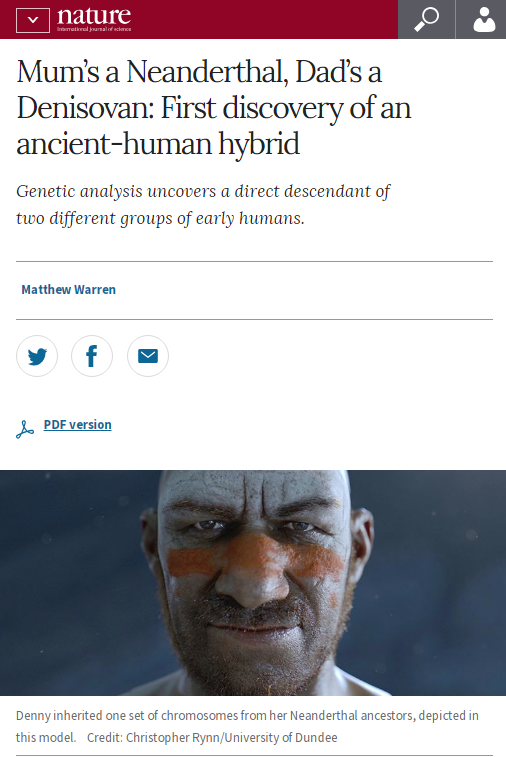 nature
International journal of science
Mum's a Neanderthal, Dad's a
Denisovan: First discovery of an
ancient-human hybrid
Genetic analysis uncovers a direct descendant of
two different groups of early humans.
Matthew Warren
PDF version
Denny inherited one set of chromosomes from her Neanderthal ancestors, depicted in
this model. Credit: Christopher Rynn/University of Dundee